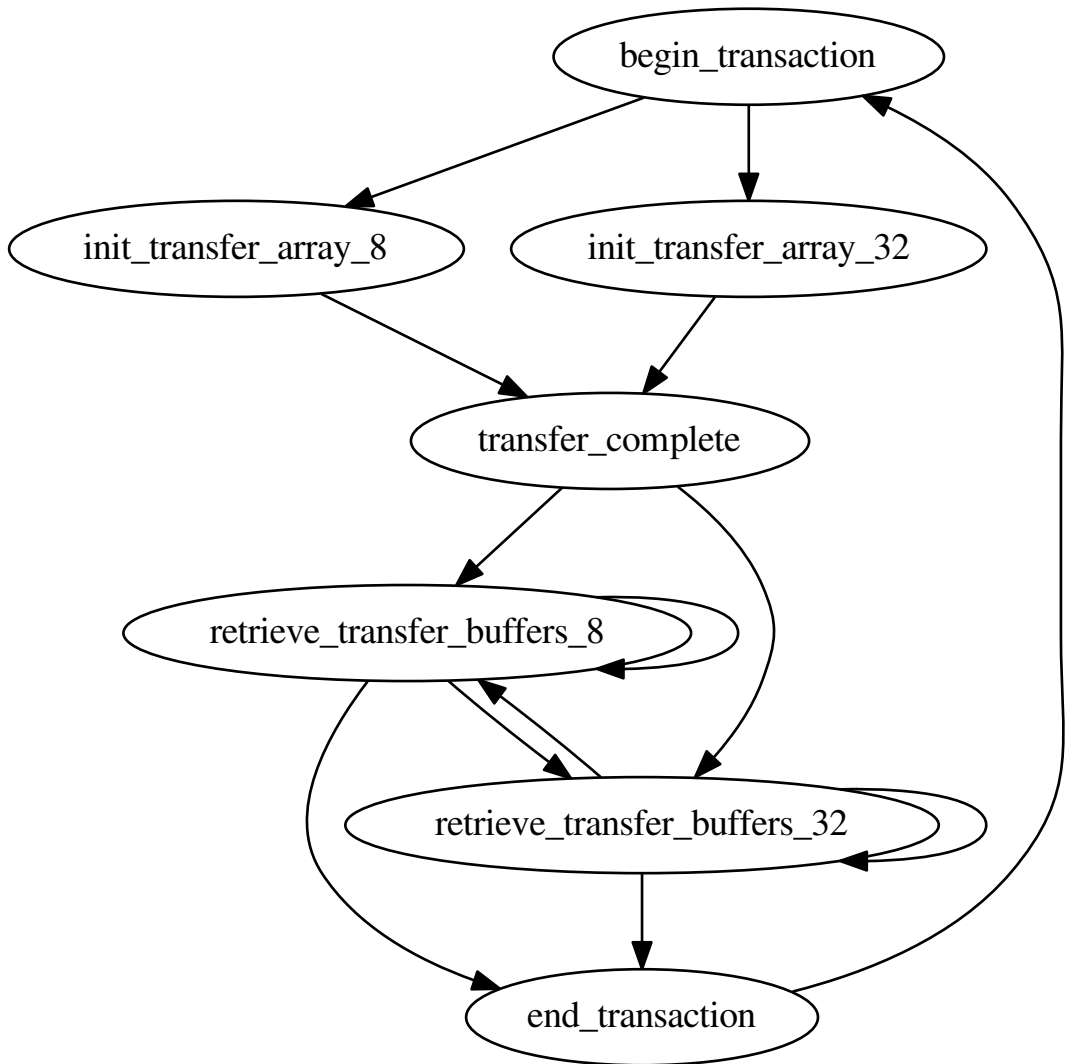 begin_transaction
init_transfer_array_8
init_transfer_array_32
transfer_complete
retrieve_transfer_buffers_8
retrieve_transfer_buffers_32
end_transaction